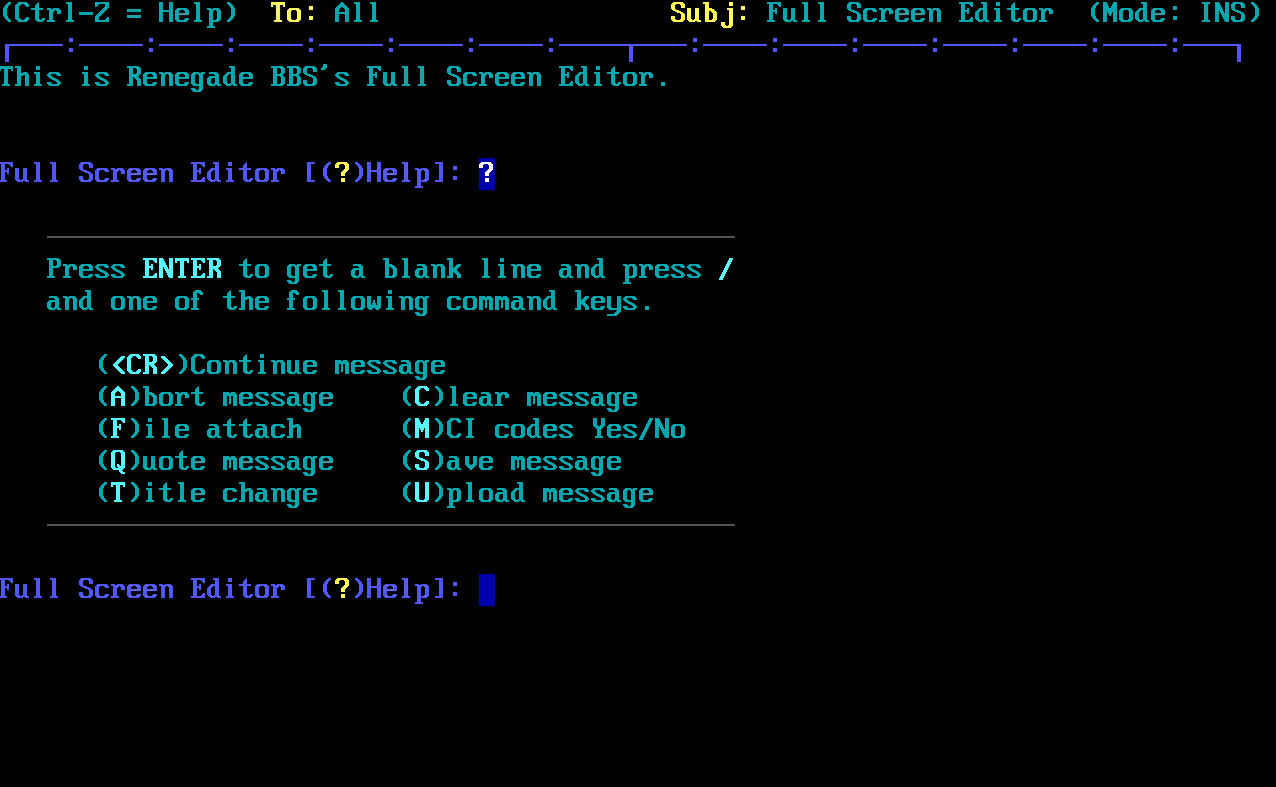 (Ctrl-Z = Help)  To: All                                    Subj: Full Screen Editor  (Mode: INS)
This is Renegade BBS's Full Screen Editor.
Full Screen Editor [(?)Help]: ?
Press ENTER to get a blank line and press /
and one of the following command keys.
(<CR>)Continue message
(A)bort message    (C)lear message
(F)ile attach      (M)CI codes Yes/No
(Q)uote message    (S)ave message
(T)itle change     (U)pload message
Full Screen Editor [(?)Help]: